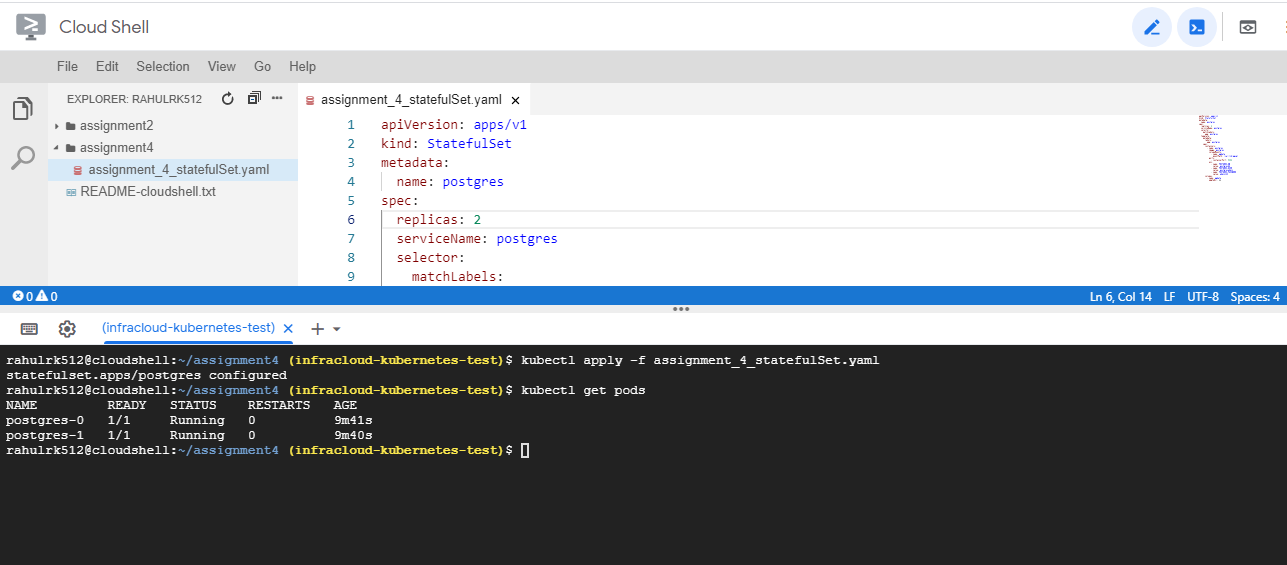 Cloud Shell
File Edit Selection View Go Help
EXPLORER: RAHULRK512
assignment_4_statefulSet.yaml
assignment2
assignment4
assignment_4_statefulSet.yaml
README-cloudshell.txt
1 apiVersion: apps/v1
2 kind: StatefulSet
3 metadata:
4 name: postgres
5 spec:
6 replicas: 2
7 serviceName: postgres
8 selector:
9 matchLabels:
0 0 Ln 6, Col 14 LF UTF-8 Spaces: 4
(infracloud-kubernetes-test)
rahulrk512@cloudshell:~/assignment4 (infracloud-kubernetes-test)$ kubectl apply -f assignment_4_statefulSet.yaml
statefulset.apps/postgres configured
rahulrk512@cloudshell:~/assignment4 (infracloud-kubernetes-test)$ kubectl get pods
NAME READY STATUS RESTARTS AGE
postgres-0 1/1 Running 0 9m41s
postgres-1 1/1 Running 0 9m40s
rahulrk512@cloudshell:~/assignment4 (infracloud-kubernetes-test)$